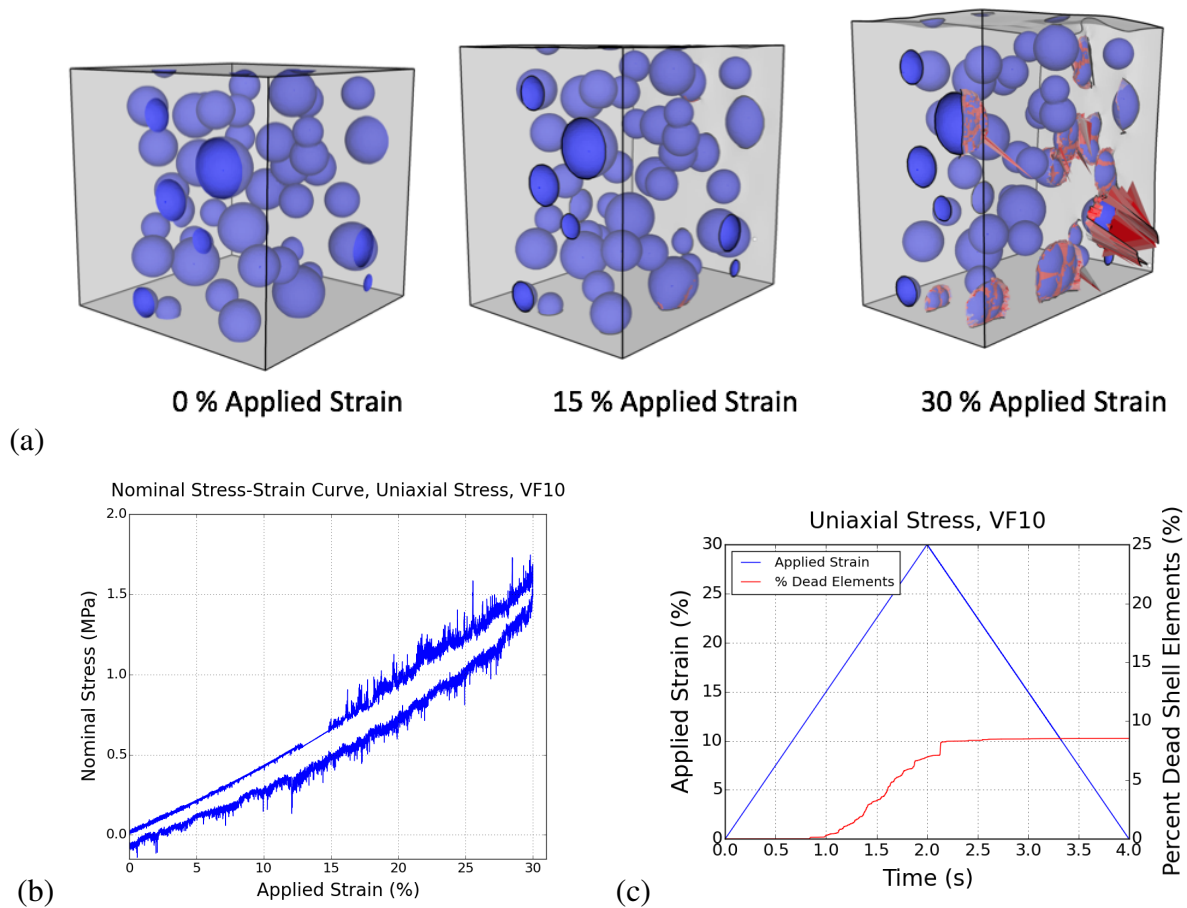 0 % Applied Strain
15 % Applied Strain
30 % Applied Strain
(a)
Nominal Stress-Strain Curve, Uniaxial Stress, VF10
2.0
1.5
1.0
0.5
0.0
Nominal Stress (MPa)
0 5 10 15 20 25 30
Applied Strain (%)
(b)
Uniaxial Stress, VF10
Applied Strain
% Dead Elements
30
25
20
15
10
5
0
Applied Strain (%)
25
20
15
10
5
0
Percent Dead Shell Elements (%)
0.0 0.5 1.0 1.5 2.0 2.5 3.0 3.5 4.0
Time (s)
(c)